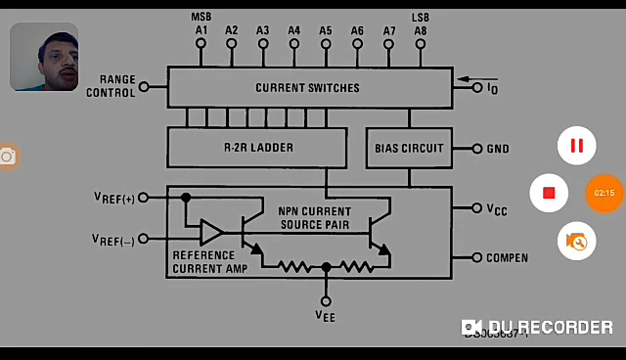 MSB
LSB
A1 A2 A3 A4 A5 A6 A7 A8
RANGE
CONTROL
CURRENT SWITCHES
IO
R-2R LADDER
BIAS CIRCUIT
GND
VREF(+)
NPN CURRENT
SOURCE PAIR
VCC
VREF(−)
REFERENCE
CURRENT AMP
COMPEN
VEE
02:15
DU RECORDER